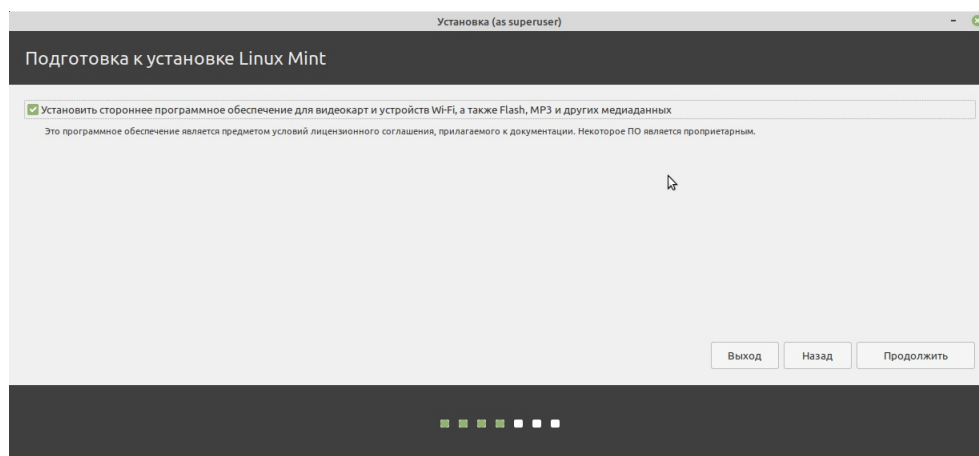 Установка (as superuser)
Подготовка к установке Linux Mint
Установить стороннее программное обеспечение для видеокарт и устройств Wi-Fi, а также Flash, MP3 и других медиаданных
Это программное обеспечение является предметом условий лицензионного соглашения, прилагаемого к документации. Некоторое ПО является проприетарным.
Выход Назад Продолжить